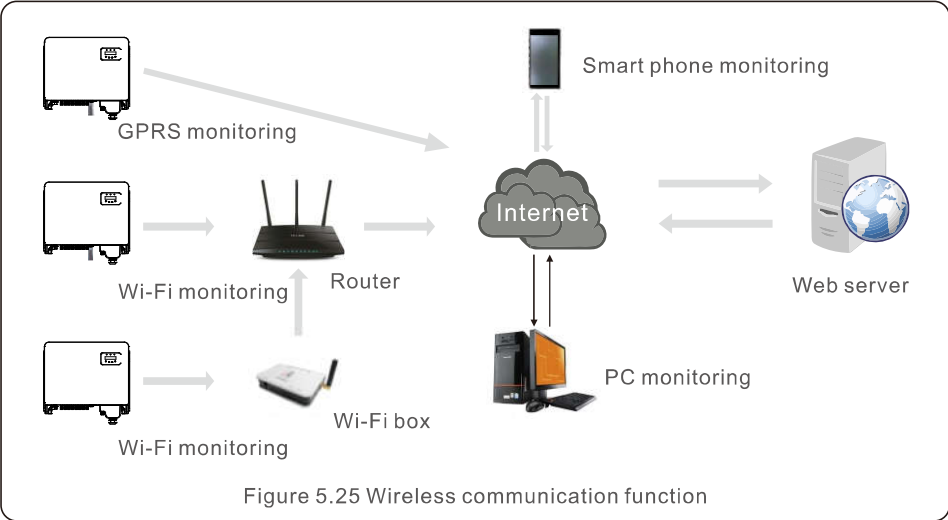 Smart phone monitoring
GPRS monitoring
Internet
Wi-Fi monitoring
Router
Web server
PC monitoring
Wi-Fi box
Wi-Fi monitoring
Figure 5.25 Wireless communication function